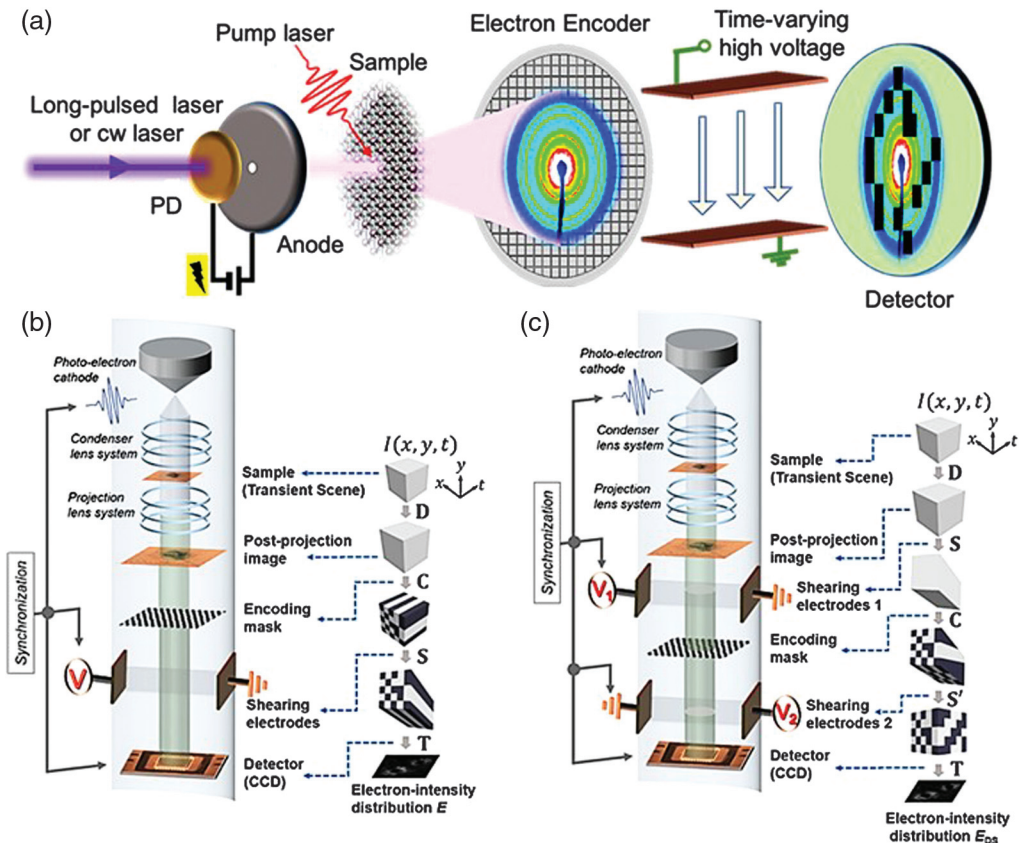 (a)
Pump laser
Sample
Electron Encoder
Time-varying
high voltage
Long-pulsed laser
or cw laser
PD
Anode
Detector
(b)
Photo-electron
cathode
Condenser
lens system
Projection
lens system
Synchronization
V
I(x, y, t)
x
y
t
Sample
(Transient Scene)
D
Post-projection
image
C
Encoding
mask
S
Shearing
electrodes
T
Detector
(CCD)
Electron-intensity
distribution E
(c)
Photo-electron
cathode
Condenser
lens system
Projection
lens system
Synchronization
V1
V2
I(x, y, t)
x
y
t
Sample
(Transient Scene)
D
Post-projection
image
S
Shearing
electrodes 1
C
Encoding
mask
S'
Shearing
electrodes 2
T
Detector
(CCD)
Electron-intensity
distribution EDS